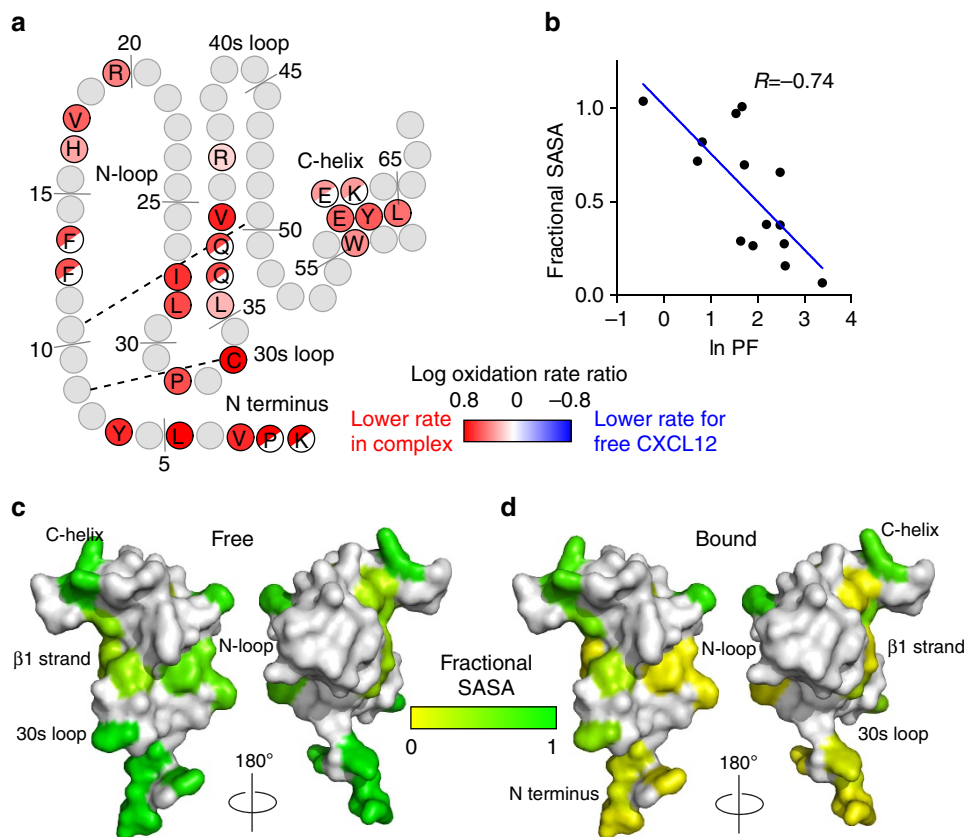 a
20
40s loop
45
R
V
H
R
N-loop
C-helix
65
15
25
E
K
V
E
Y
L
F
Q
50
W
F
I
Q
55
L
L
35
10
30
30s loop
C
P
N terminus
Y
L
V
P
K
5
b
R=–0.74
Fractional SASA
1.0
0.5
0.0
–1
0
1
2
3
4
ln PF
Log oxidation rate ratio
0.8
0
–0.8
Lower rate
in complex
Lower rate for
free CXCL12
c
C-helix
Free
β1 strand
N-loop
30s loop
180°
Fractional
SASA
0
1
d
Bound
C-helix
N-loop
β1 strand
30s loop
N terminus
180°